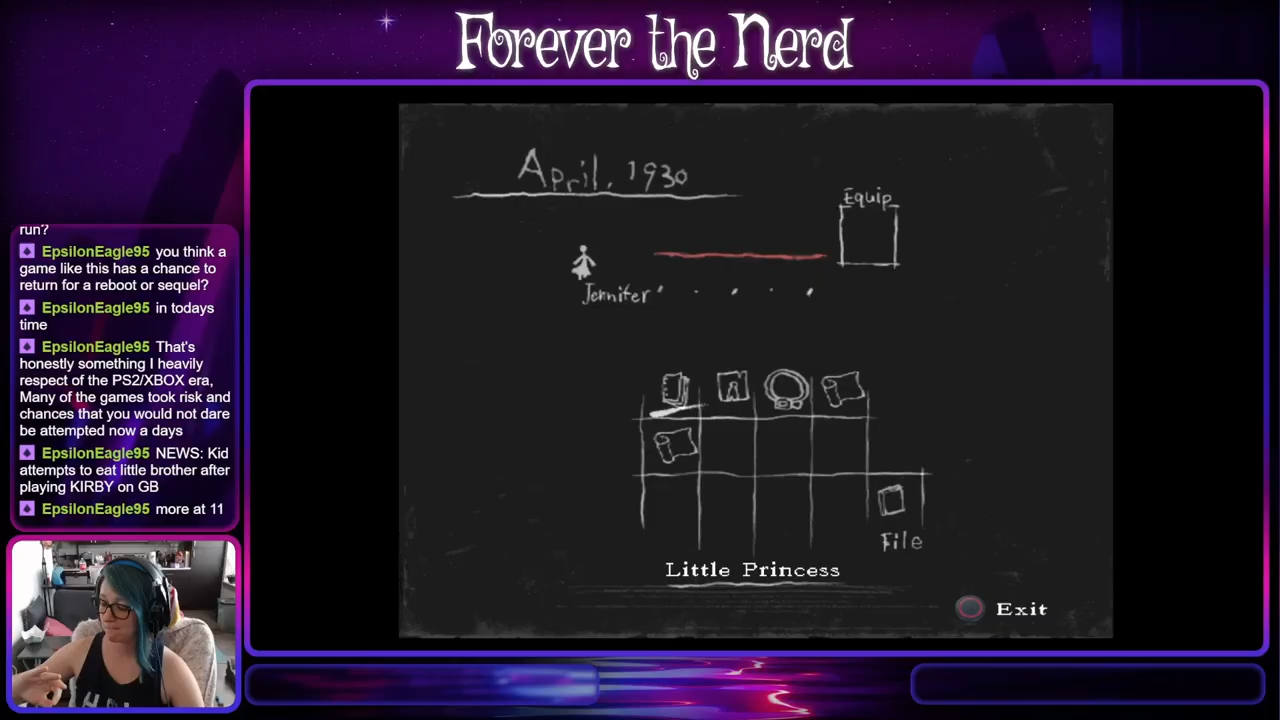 Forever the Nerd
April, 1930
Equip
Jennifer
run?
EpsilonEagle95 you think a
game like this has a chance to
return for a reboot or sequel?
EpsilonEagle95 in todays
time
EpsilonEagle95 That's
honestly something I heavily
respect of the PS2/XBOX era,
Many of the games took risk and
chances that you would not dare
be attempted now a days
EpsilonEagle95 NEWS: Kid
attempts to eat little brother after
playing KIRBY on GB
EpsilonEagle95 more at 11
File
Little Princess
Exit